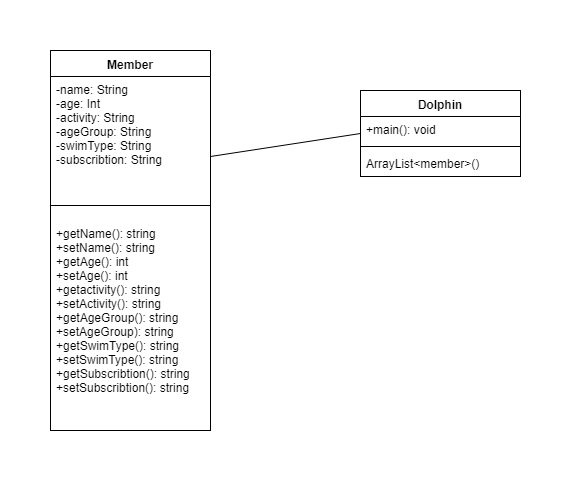 Member
-name: String
-age: Int
-activity: String
-ageGroup: String
-swimType: String
-subscribtion: String
+getName(): string
+setName(): string
+getAge(): int
+setAge(): int
+getactivity(): string
+setActivity(): string
+getAgeGroup(): string
+setAgeGroup): string
+getSwimType(): string
+setSwimType(): string
+getSubscribtion(): string
+setSubscribtion(): string
Dolphin
+main(): void
ArrayList<member>()